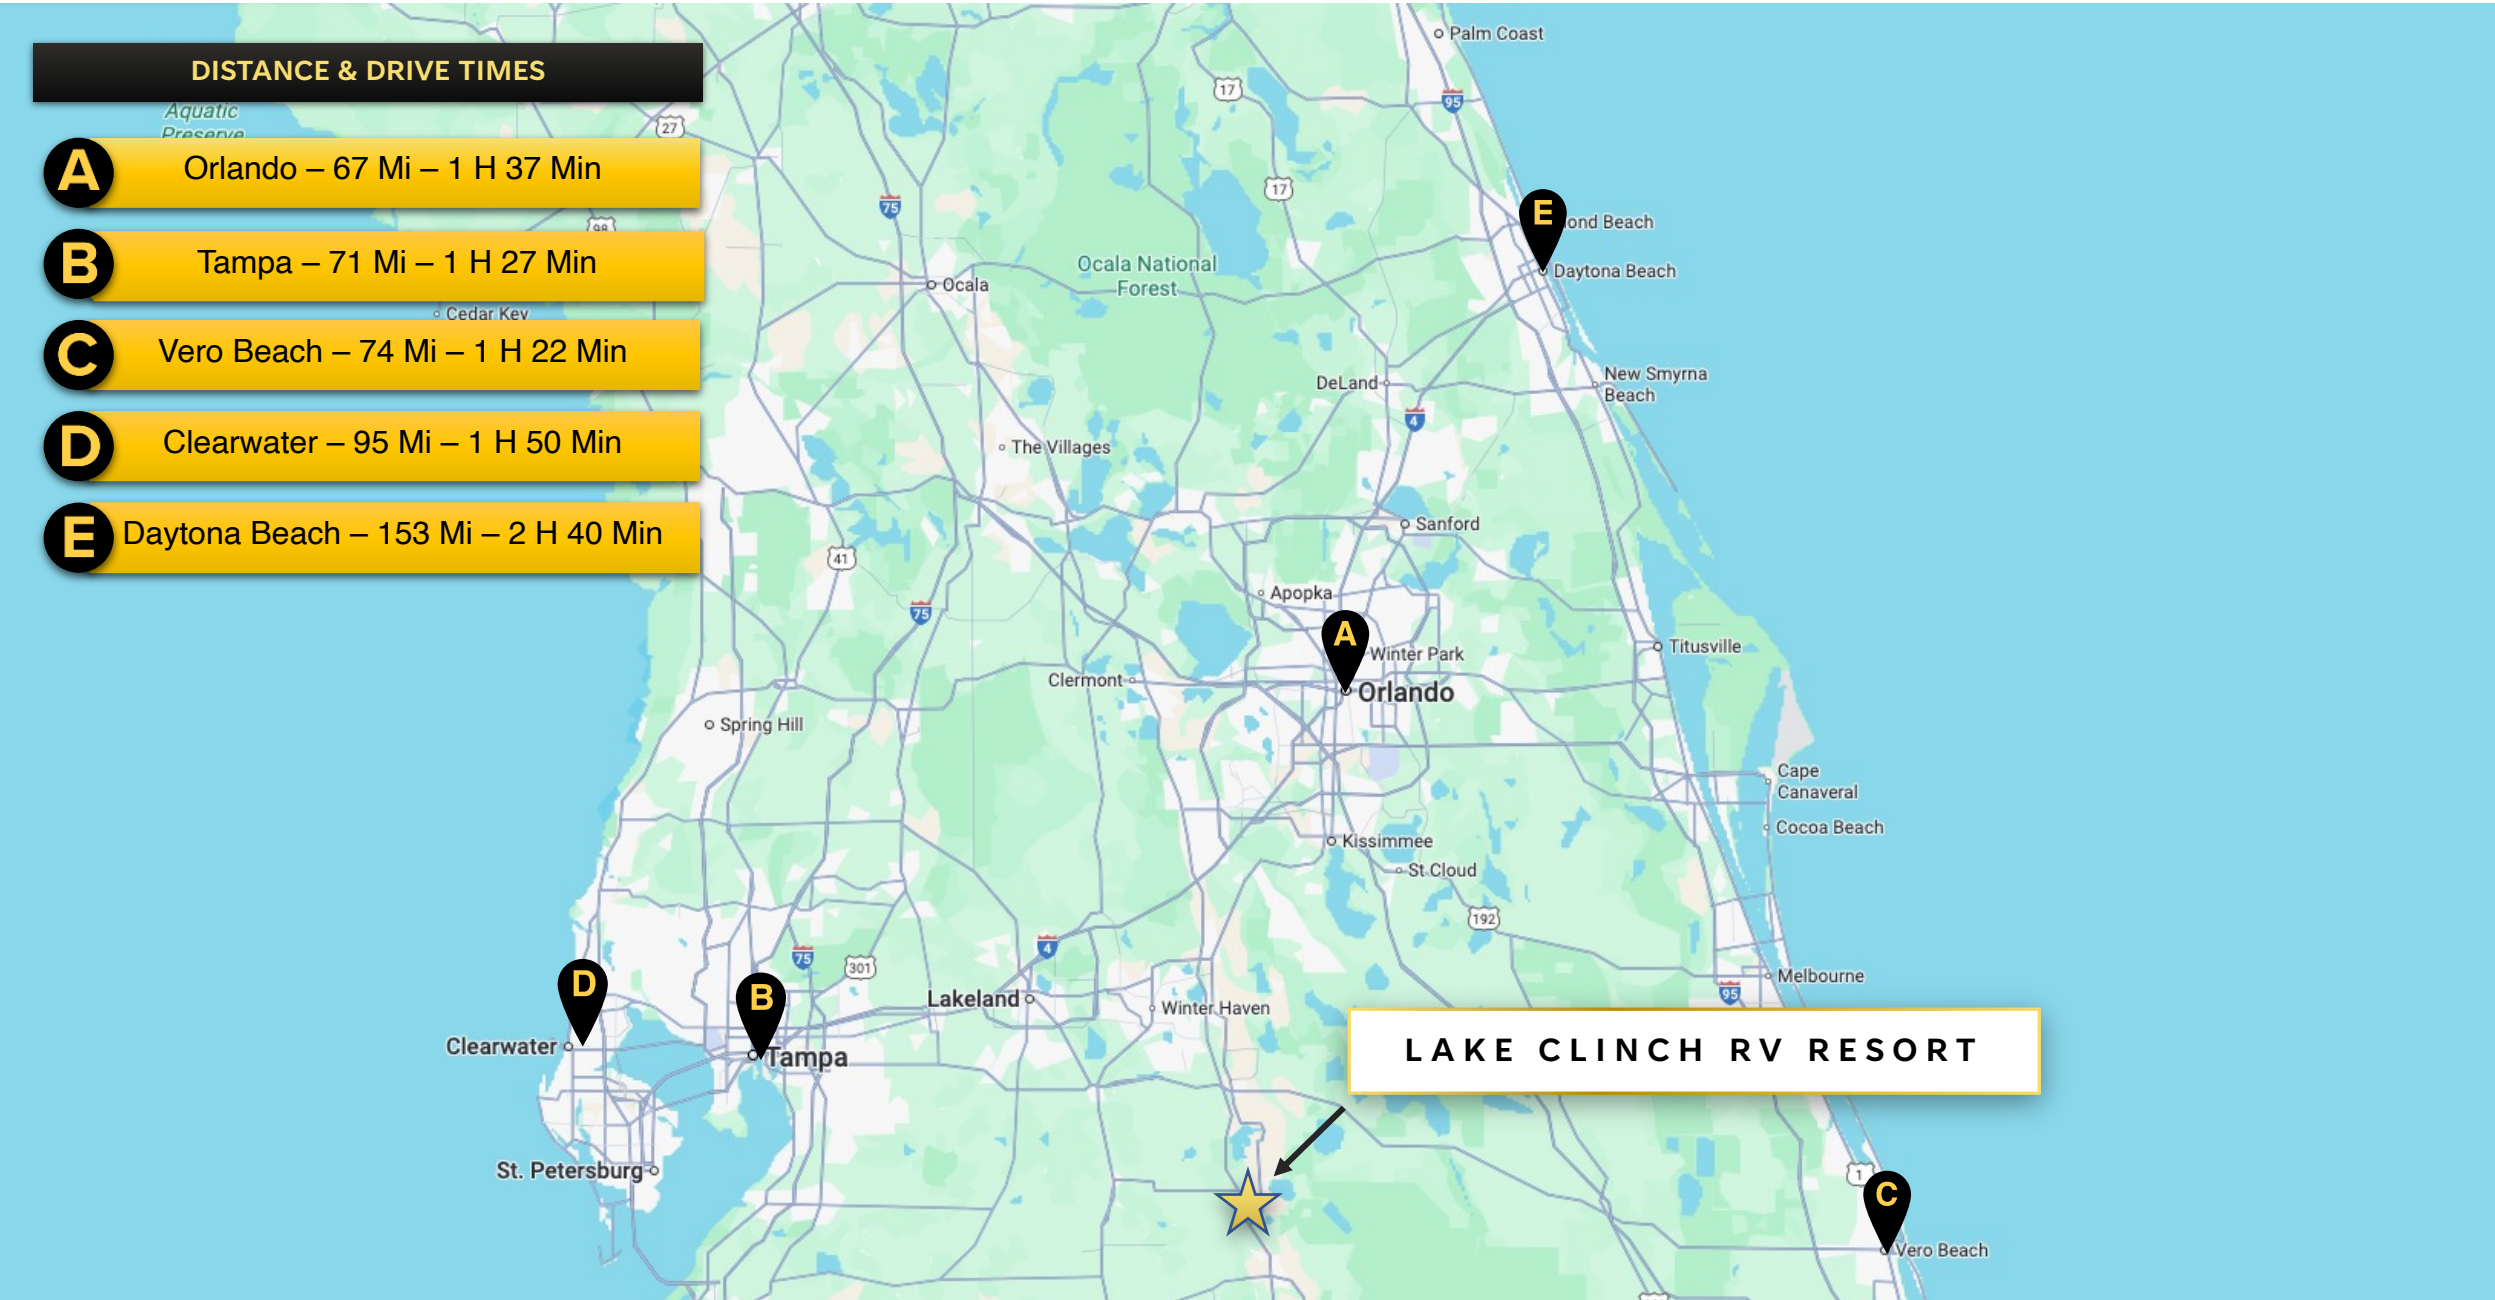 DISTANCE & DRIVE TIMES
Aquatic
Preserve
A Orlando – 67 Mi – 1 H 37 Min
B Tampa – 71 Mi – 1 H 27 Min
C Vero Beach – 74 Mi – 1 H 22 Min
D Clearwater – 95 Mi – 1 H 50 Min
E Daytona Beach – 153 Mi – 2 H 40 Min
Palm Coast
17
95
27
17
75
98
E
ond Beach
Daytona Beach
Ocala National
Forest
Ocala
Cedar Key
DeLand
New Smyrna
Beach
4
The Villages
Sanford
41
75
Apopka
A
Winter Park
Titusville
Clermont
Orlando
Spring Hill
Cape
Canaveral
Cocoa Beach
Kissimmee
St Cloud
192
4
75
301
Melbourne
95
D
B
Lakeland
Winter Haven
Clearwater
Tampa
LAKE CLINCH RV RESORT
St. Petersburg
1
C
Vero Beach